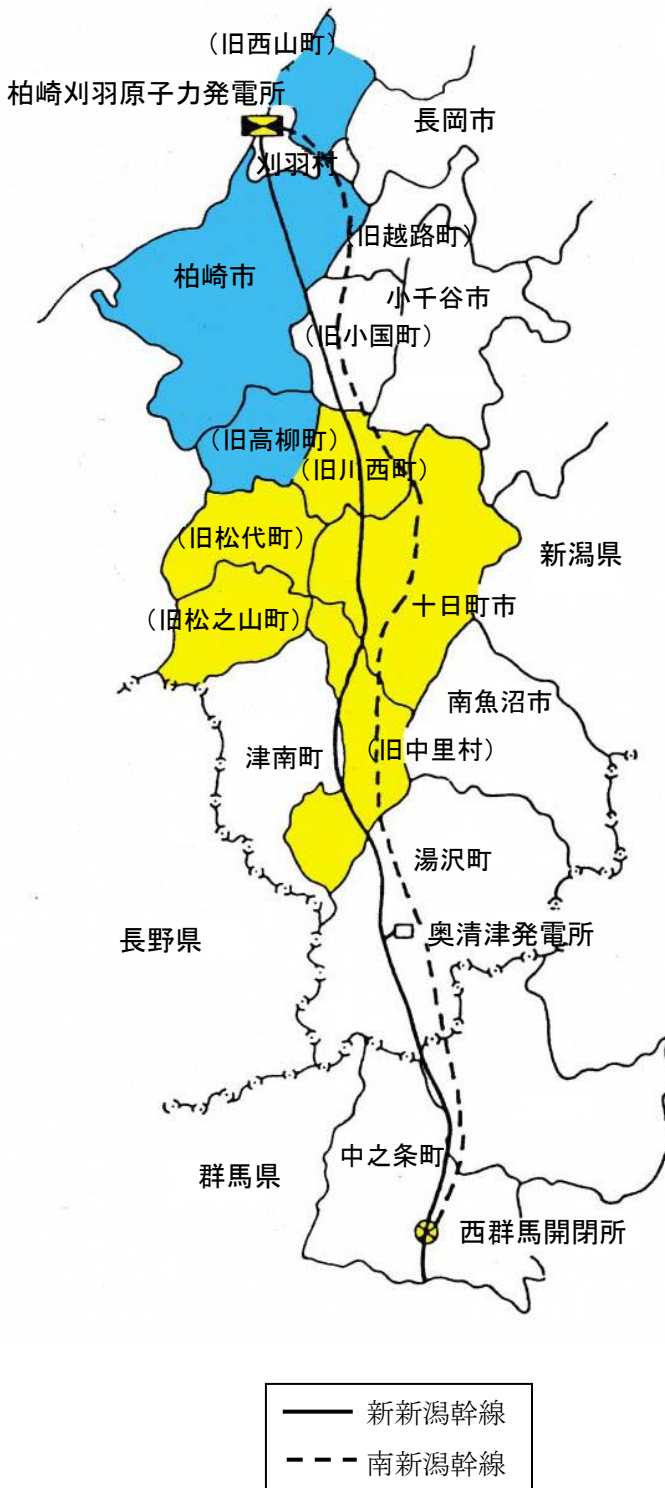 （旧西山町）
柏崎刈羽原子力発電所
長岡市
刈羽村
（旧越路町）
柏崎市
小千谷市
（旧小国町）
（旧高柳町）
（旧川西町）
（旧松代町）
新潟県
（旧松之山町）
十日町市
南魚沼市
津南町
（旧中里村）
湯沢町
長野県
奥清津発電所
中之条町
群馬県
西群馬開閉所
新新潟幹線
南新潟幹線